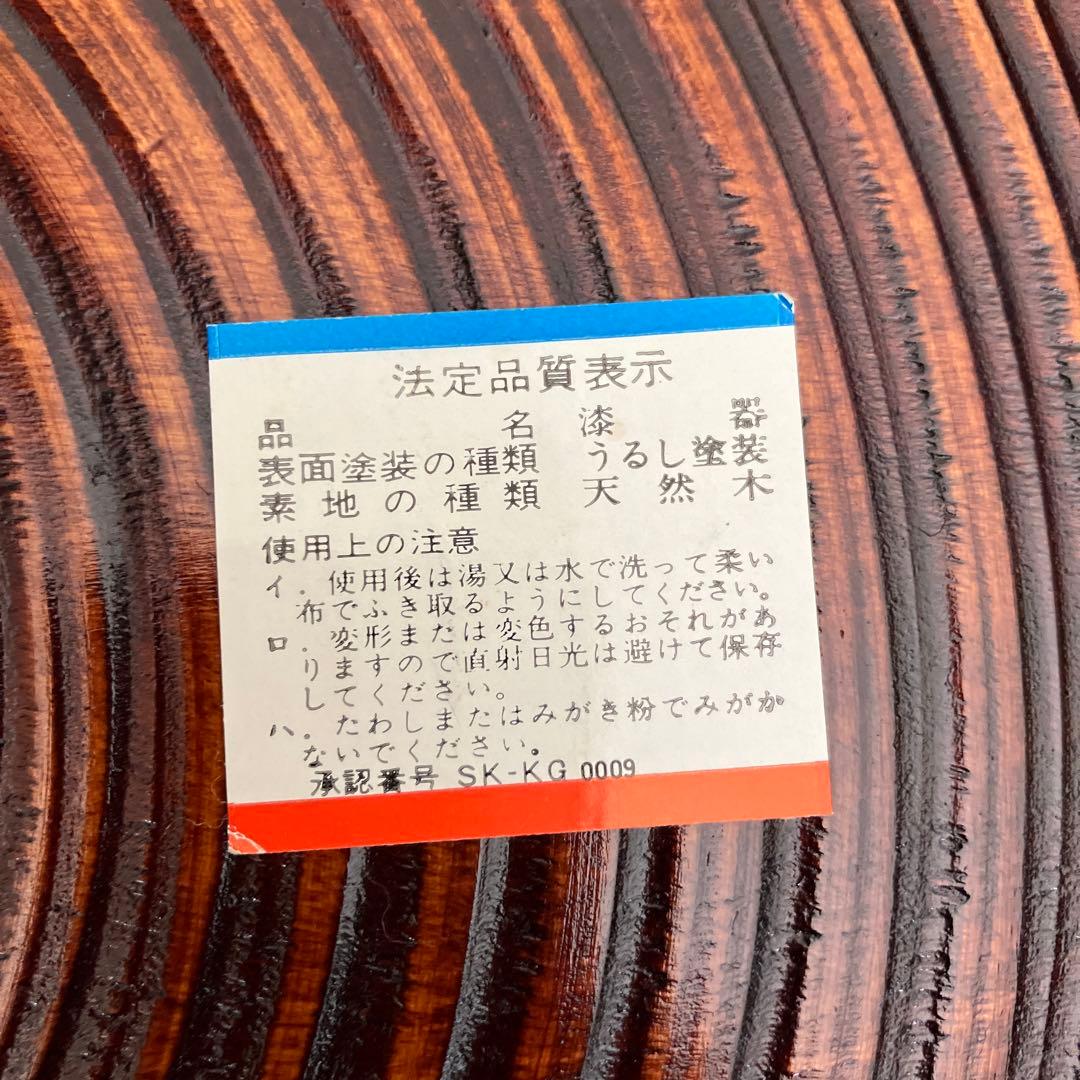 法定品質表示
品名 漆器
表面塗装の種類 うるし塗装
素地の種類 天然木
使用上の注意
イ．使用後は湯又は水で洗って柔い
布でふき取るようにしてください。
ロ．変形または変色するおそれがあ
りますので直射日光は避けて保存
してください。
ハ．たわしまたはみがき粉でみがか
ないでください。
承認番号 SK-KG 0009